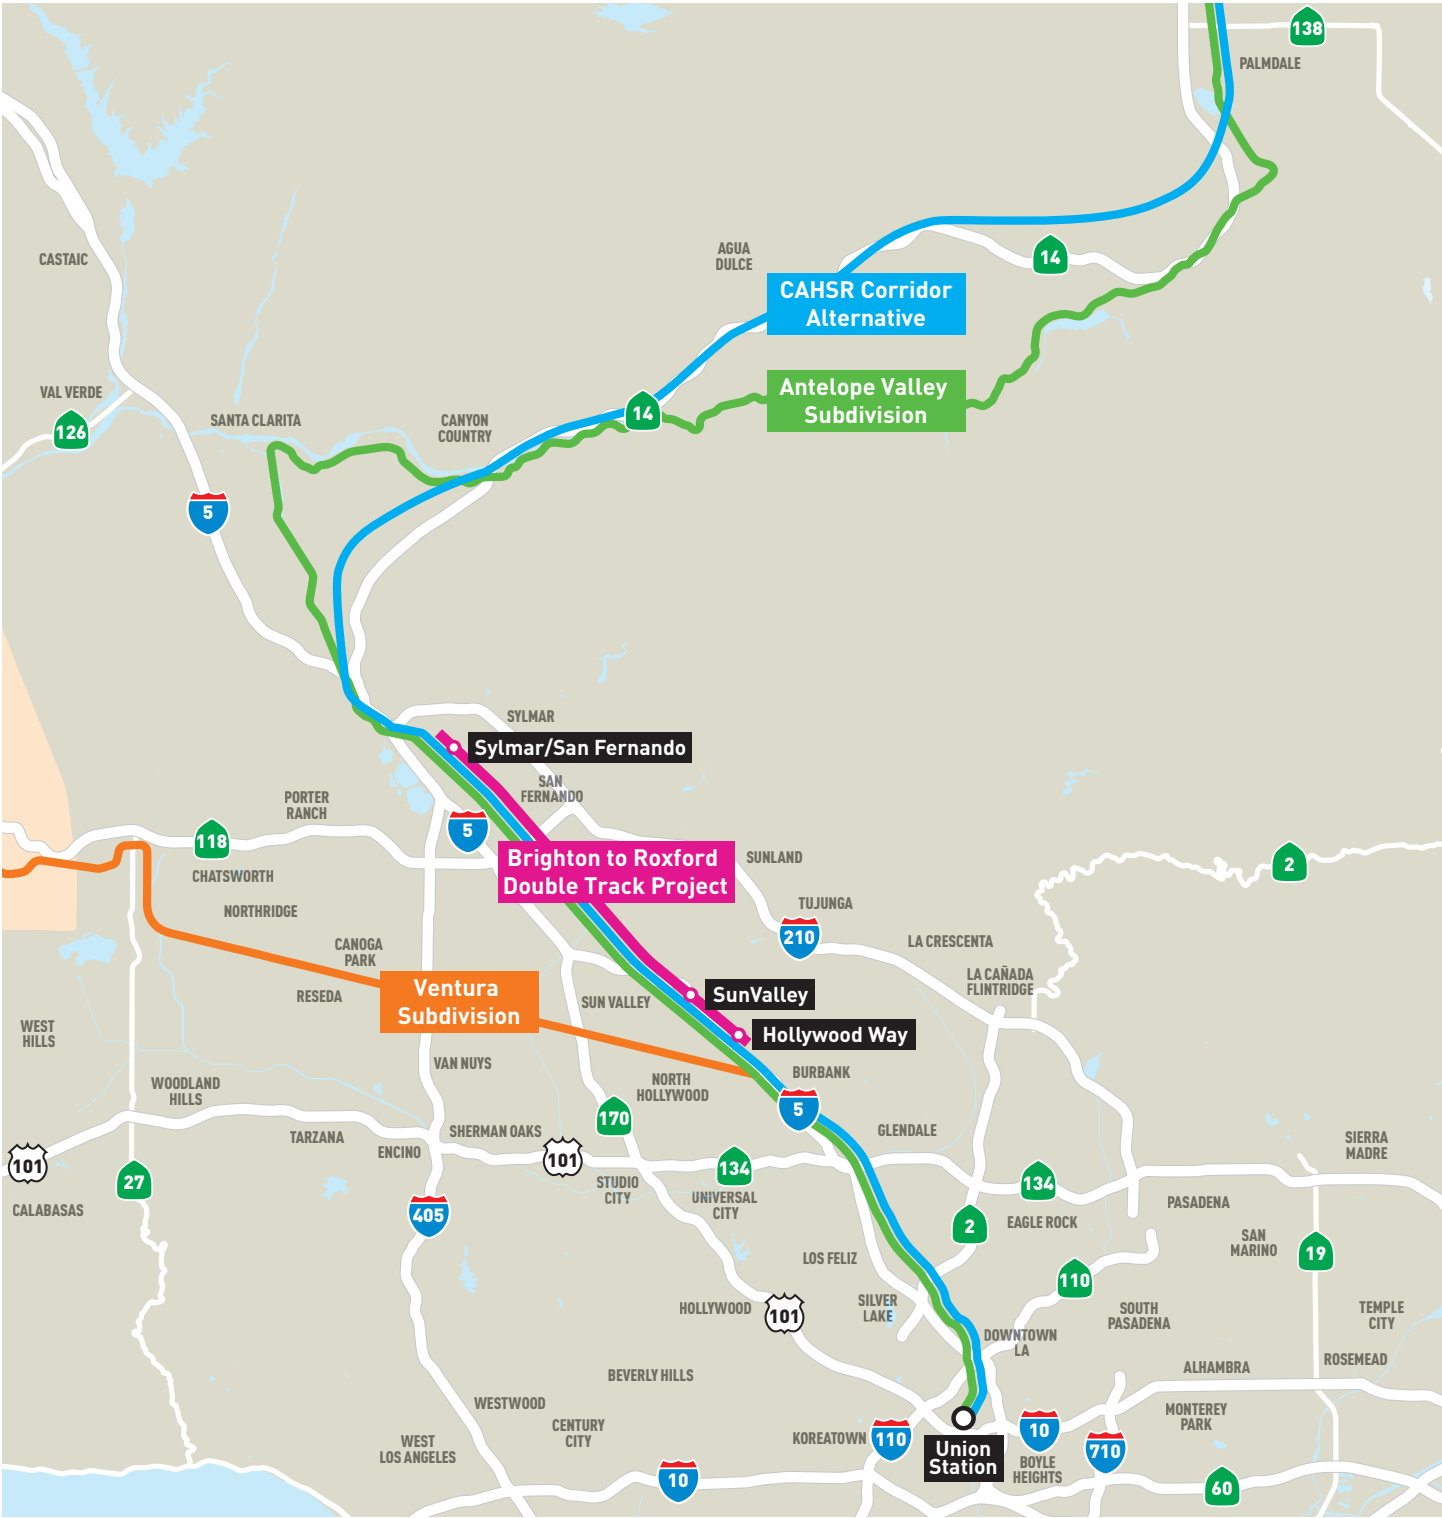 138
PALMDALE
CASTAIC
AGUA
DULCE
14
CAHSR Corridor
Alternative
VAL VERDE
126
SANTA CLARITA
CANYON
COUNTRY
14
Antelope Valley
Subdivision
5
SYLMAR
Sylmar/San Fernando
SAN
FERNANDO
PORTER
RANCH
5
118
CHATSWORTH
Brighton to Roxford
Double Track Project
SUNLAND
2
NORTHRIDGE
TUJUNGA
210
LA CRESCENTA
CANOGA
PARK
LA CAÑADA
FLINTRIDGE
RESEDA
Ventura
Subdivision
SUN VALLEY
SunValley
WEST
HILLS
Hollywood Way
VAN NUYS
BURBANK
WOODLAND
HILLS
NORTH
HOLLYWOOD
5
170
TARZANA
ENCINO
SHERMAN OAKS
GLENDALE
SIERRA
MADRE
101
27
101
134
134
STUDIO
CITY
UNIVERSAL
CITY
CALABASAS
405
2
EAGLE ROCK
PASADENA
SAN
MARINO
19
LOS FELIZ
110
HOLLYWOOD
101
SILVER
LAKE
SOUTH
PASADENA
TEMPLE
CITY
DOWNTOWN
LA
ROSEMEAD
BEVERLY HILLS
ALHAMBRA
WESTWOOD
CENTURY
CITY
MONTEREY
PARK
WEST
LOS ANGELES
KOREATOWN
110
Union
Station
10
710
BOYLE
HEIGHTS
10
60